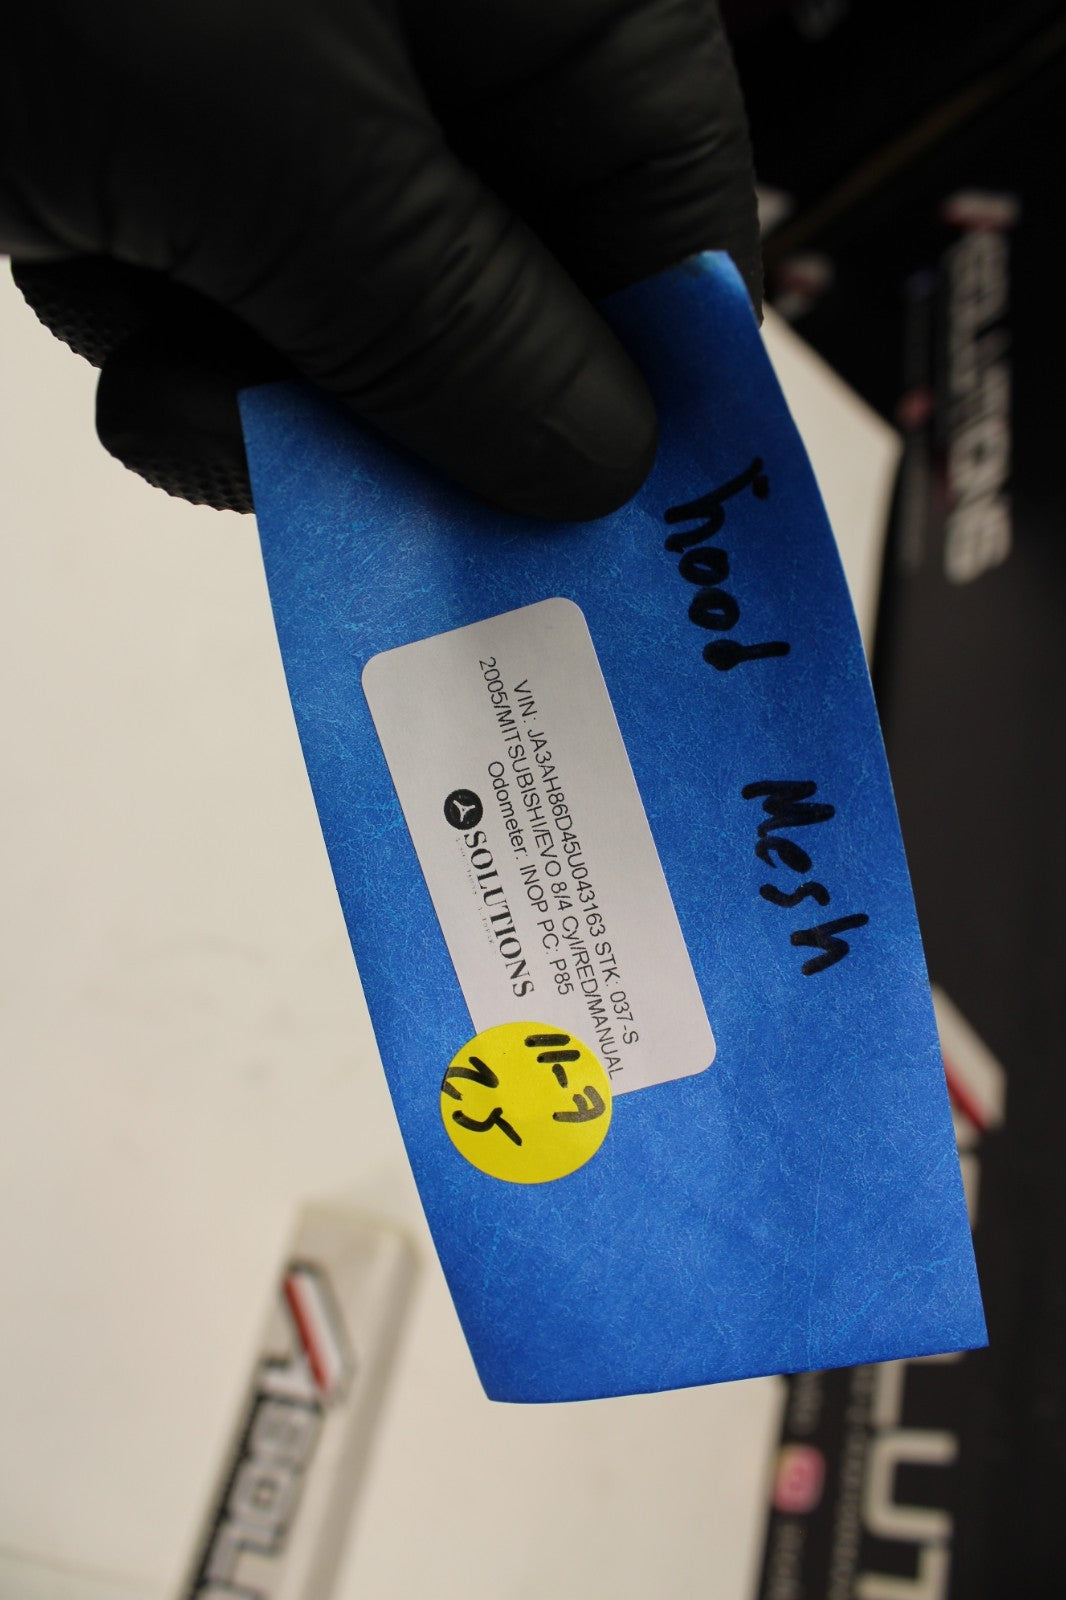 hood Mesh
VIN: JA3AH86D45U043163 STK: 037-S
2005/MITSUBISHI/EVO 8/4 Cyl/RED/MANUAL
Odometer: INOP PC: P85
SOLUTIONS
11-7
25